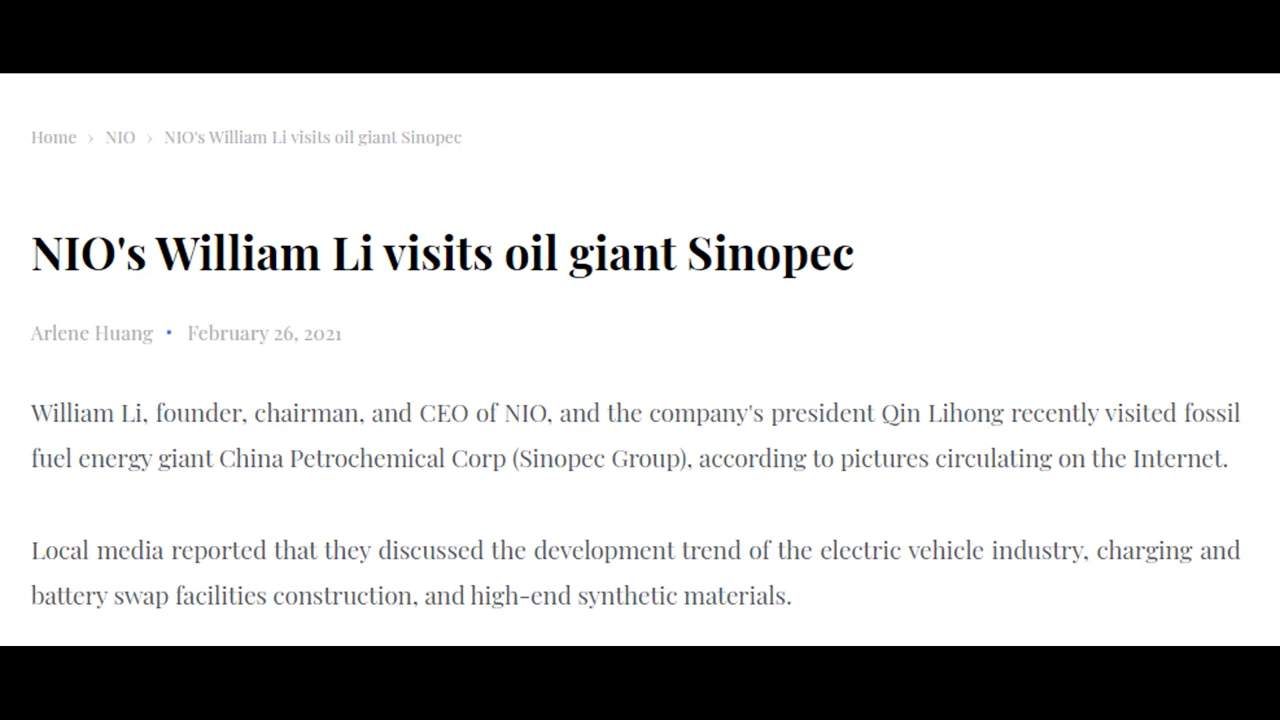 Home › NIO › NIO's William Li visits oil giant Sinopec
NIO's William Li visits oil giant Sinopec
Arlene Huang • February 26, 2021
William Li, founder, chairman, and CEO of NIO, and the company's president Qin Lihong recently visited fossil
fuel energy giant China Petrochemical Corp (Sinopec Group), according to pictures circulating on the Internet.
Local media reported that they discussed the development trend of the electric vehicle industry, charging and
battery swap facilities construction, and high-end synthetic materials.